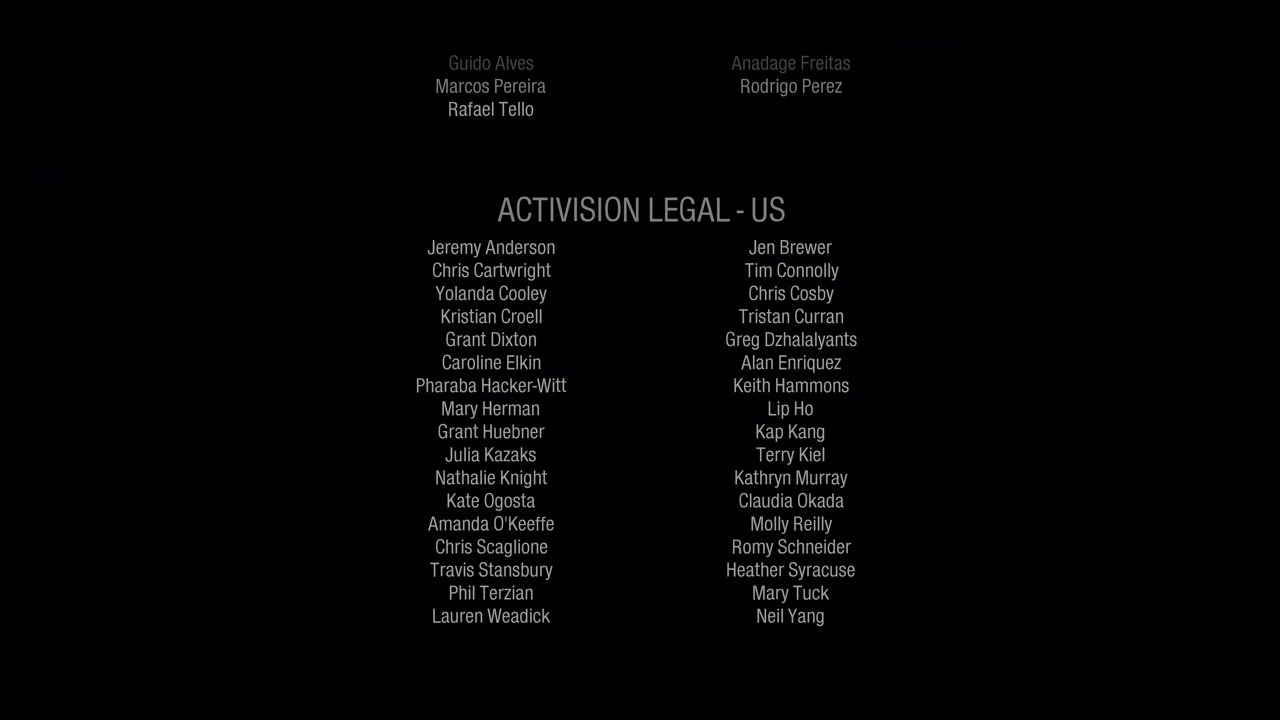 Guido Alves Anadage Freitas
Marcos Pereira Rodrigo Perez
Rafael Tello
ACTIVISION LEGAL - US
Jeremy Anderson Jen Brewer
Chris Cartwright Tim Connolly
Yolanda Cooley Chris Cosby
Kristian Croell Tristan Curran
Grant Dixton Greg Dzhalalyants
Caroline Elkin Alan Enriquez
Pharaba Hacker-Witt Keith Hammons
Mary Herman Lip Ho
Grant Huebner Kap Kang
Julia Kazaks Terry Kiel
Nathalie Knight Kathryn Murray
Kate Ogosta Claudia Okada
Amanda O'Keeffe Molly Reilly
Chris Scaglione Romy Schneider
Travis Stansbury Heather Syracuse
Phil Terzian Mary Tuck
Lauren Weadick Neil Yang